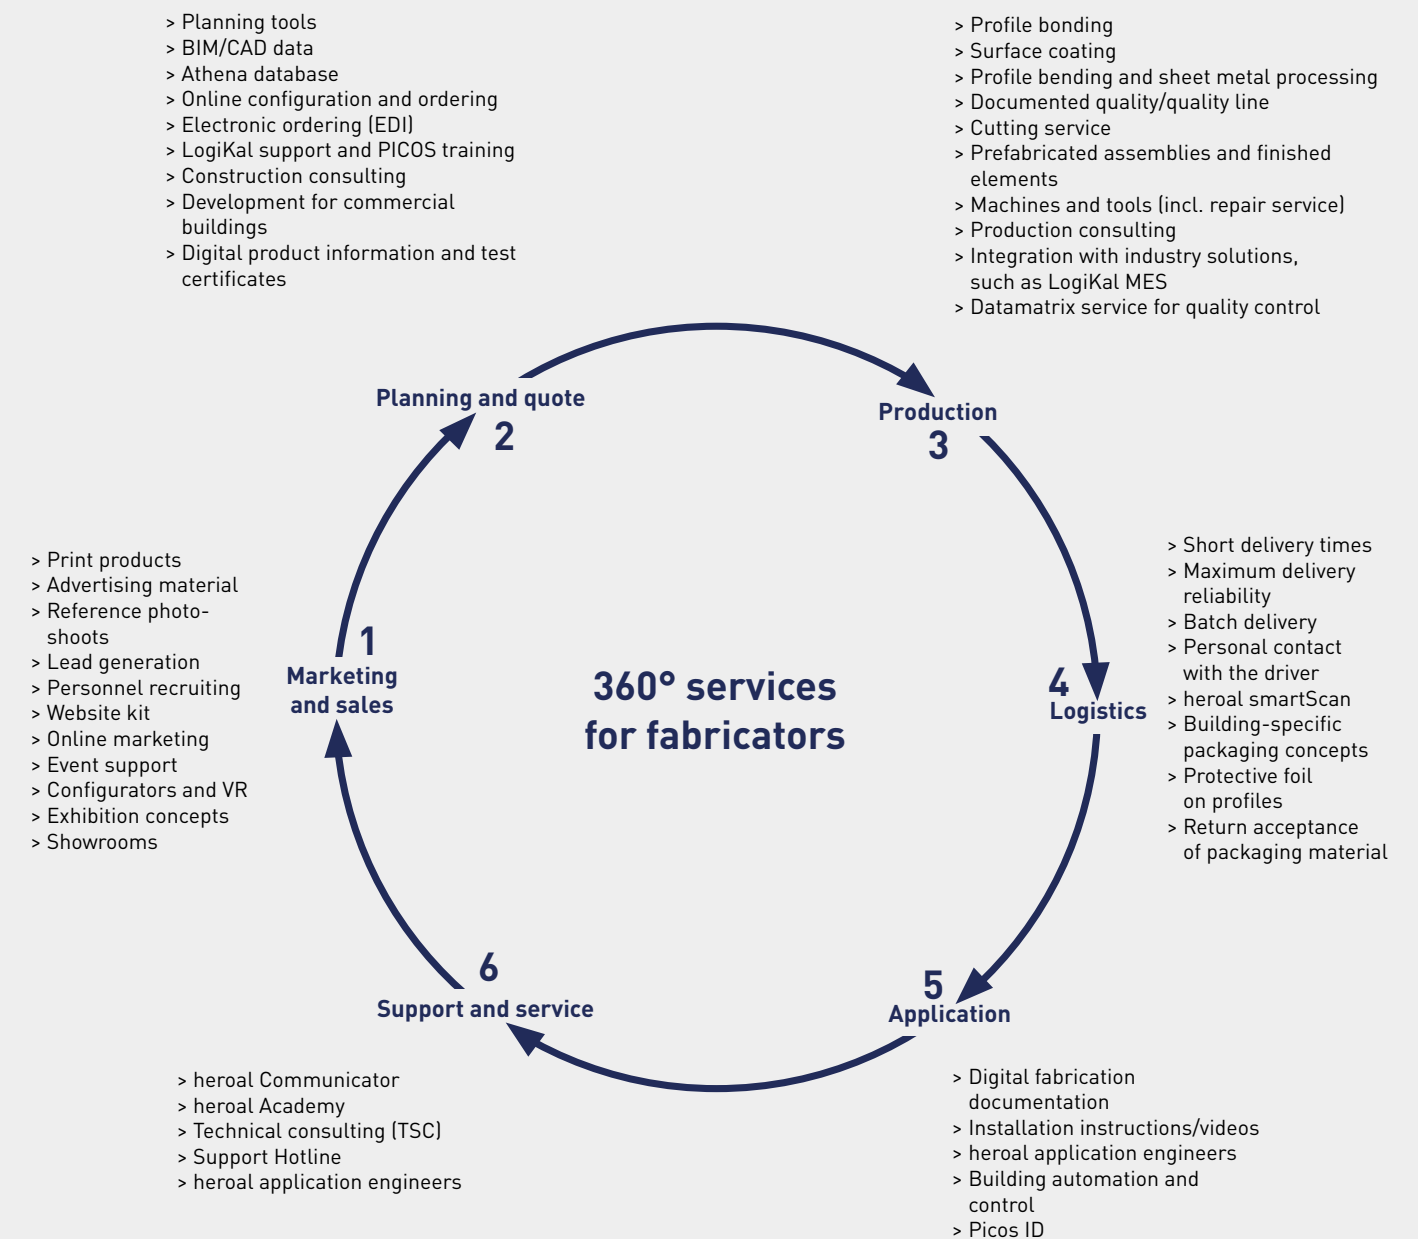 > Planning tools
> BIM/CAD data
> Athena database
> Online configuration and ordering
> Electronic ordering (EDI)
> LogiKal support and PICOS training
> Construction consulting
> Development for commercial
buildings
> Digital product information and test
certificates
> Profile bonding
> Surface coating
> Profile bending and sheet metal processing
> Documented quality/quality line
> Cutting service
> Prefabricated assemblies and finished
elements
> Machines and tools (incl. repair service)
> Production consulting
> Integration with industry solutions,
such as LogiKal MES
> Datamatrix service for quality control
Planning and quote
2
Production
3
> Print products
> Advertising material
> Reference photo-
shoots
> Lead generation
> Personnel recruiting
> Website kit
> Online marketing
> Event support
> Configurators and VR
> Exhibition concepts
> Showrooms
1
Marketing
and sales
360° services
for fabricators
4
Logistics
> Short delivery times
> Maximum delivery
reliability
> Batch delivery
> Personal contact
with the driver
> heroal smartScan
> Building-specific
packaging concepts
> Protective foil
on profiles
> Return acceptance
of packaging material
6
Support and service
5
Application
> heroal Communicator
> heroal Academy
> Technical consulting (TSC)
> Support Hotline
> heroal application engineers
> Digital fabrication
documentation
> Installation instructions/videos
> heroal application engineers
> Building automation and
control
> Picos ID